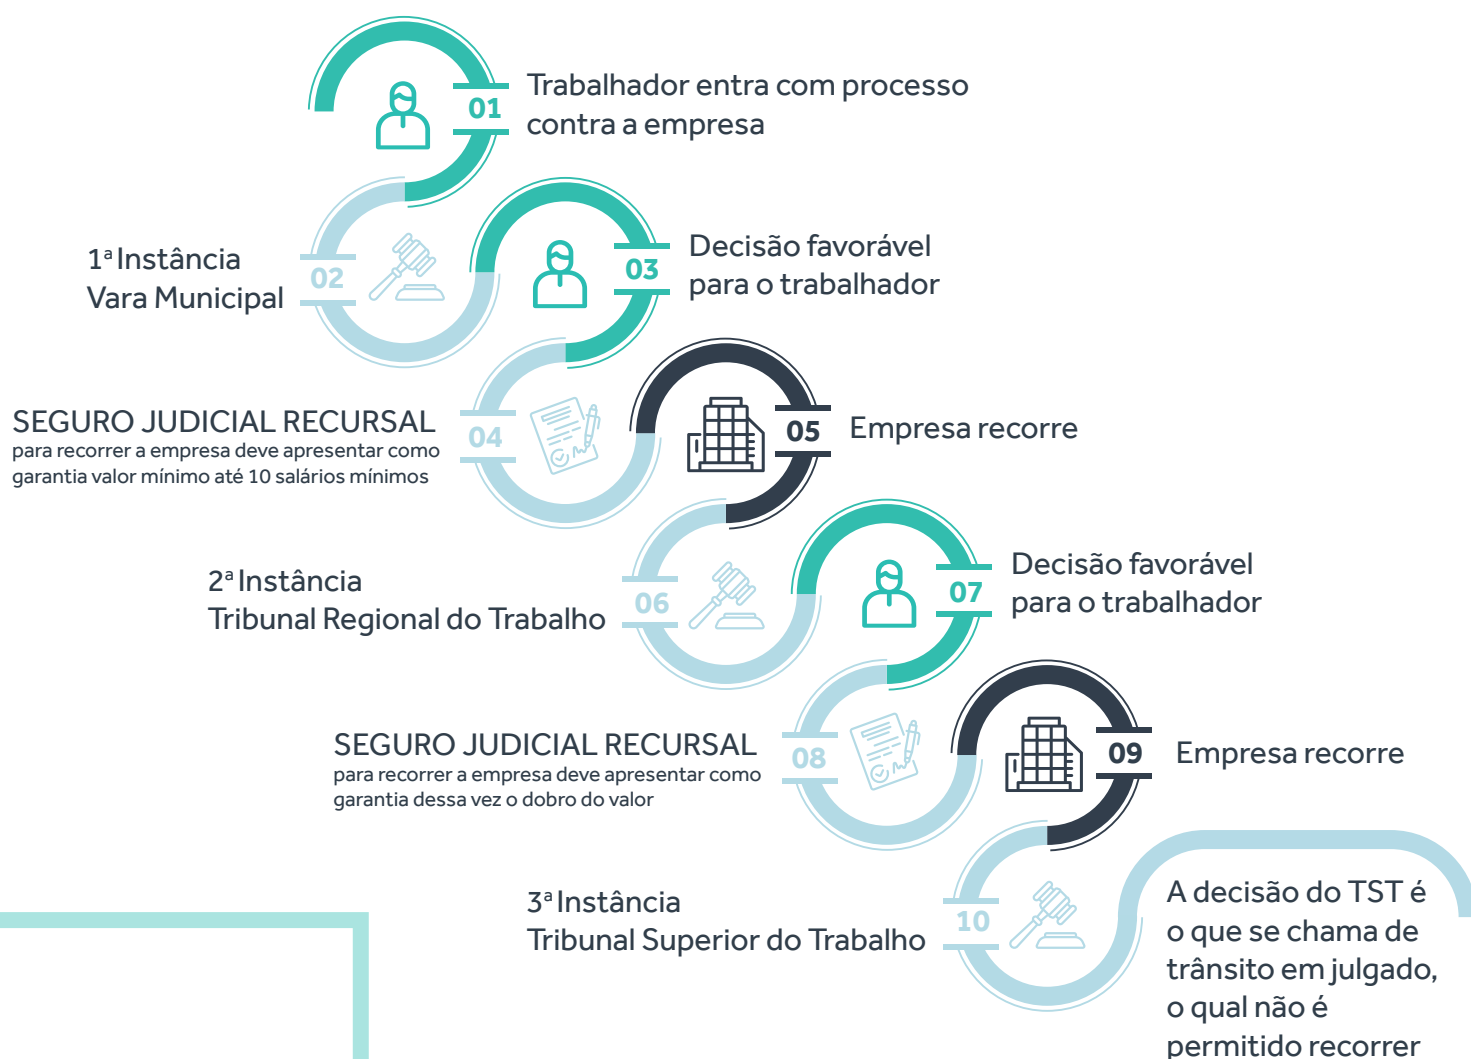 01
Trabalhador entra com processo
contra a empresa
1ª Instância
Vara Municipal
02
03
Decisão favorável
para o trabalhador
SEGURO JUDICIAL RECURSAL
para recorrer a empresa deve apresentar como
garantia valor mínimo até 10 salários mínimos
04
05
Empresa recorre
2ª Instância
Tribunal Regional do Trabalho
06
07
Decisão favorável
para o trabalhador
SEGURO JUDICIAL RECURSAL
para recorrer a empresa deve apresentar como
garantia dessa vez o dobro do valor
08
09
Empresa recorre
3ª Instância
Tribunal Superior do Trabalho
10
A decisão do TST é
o que se chama de
trânsito em julgado,
o qual não é
permitido recorrer